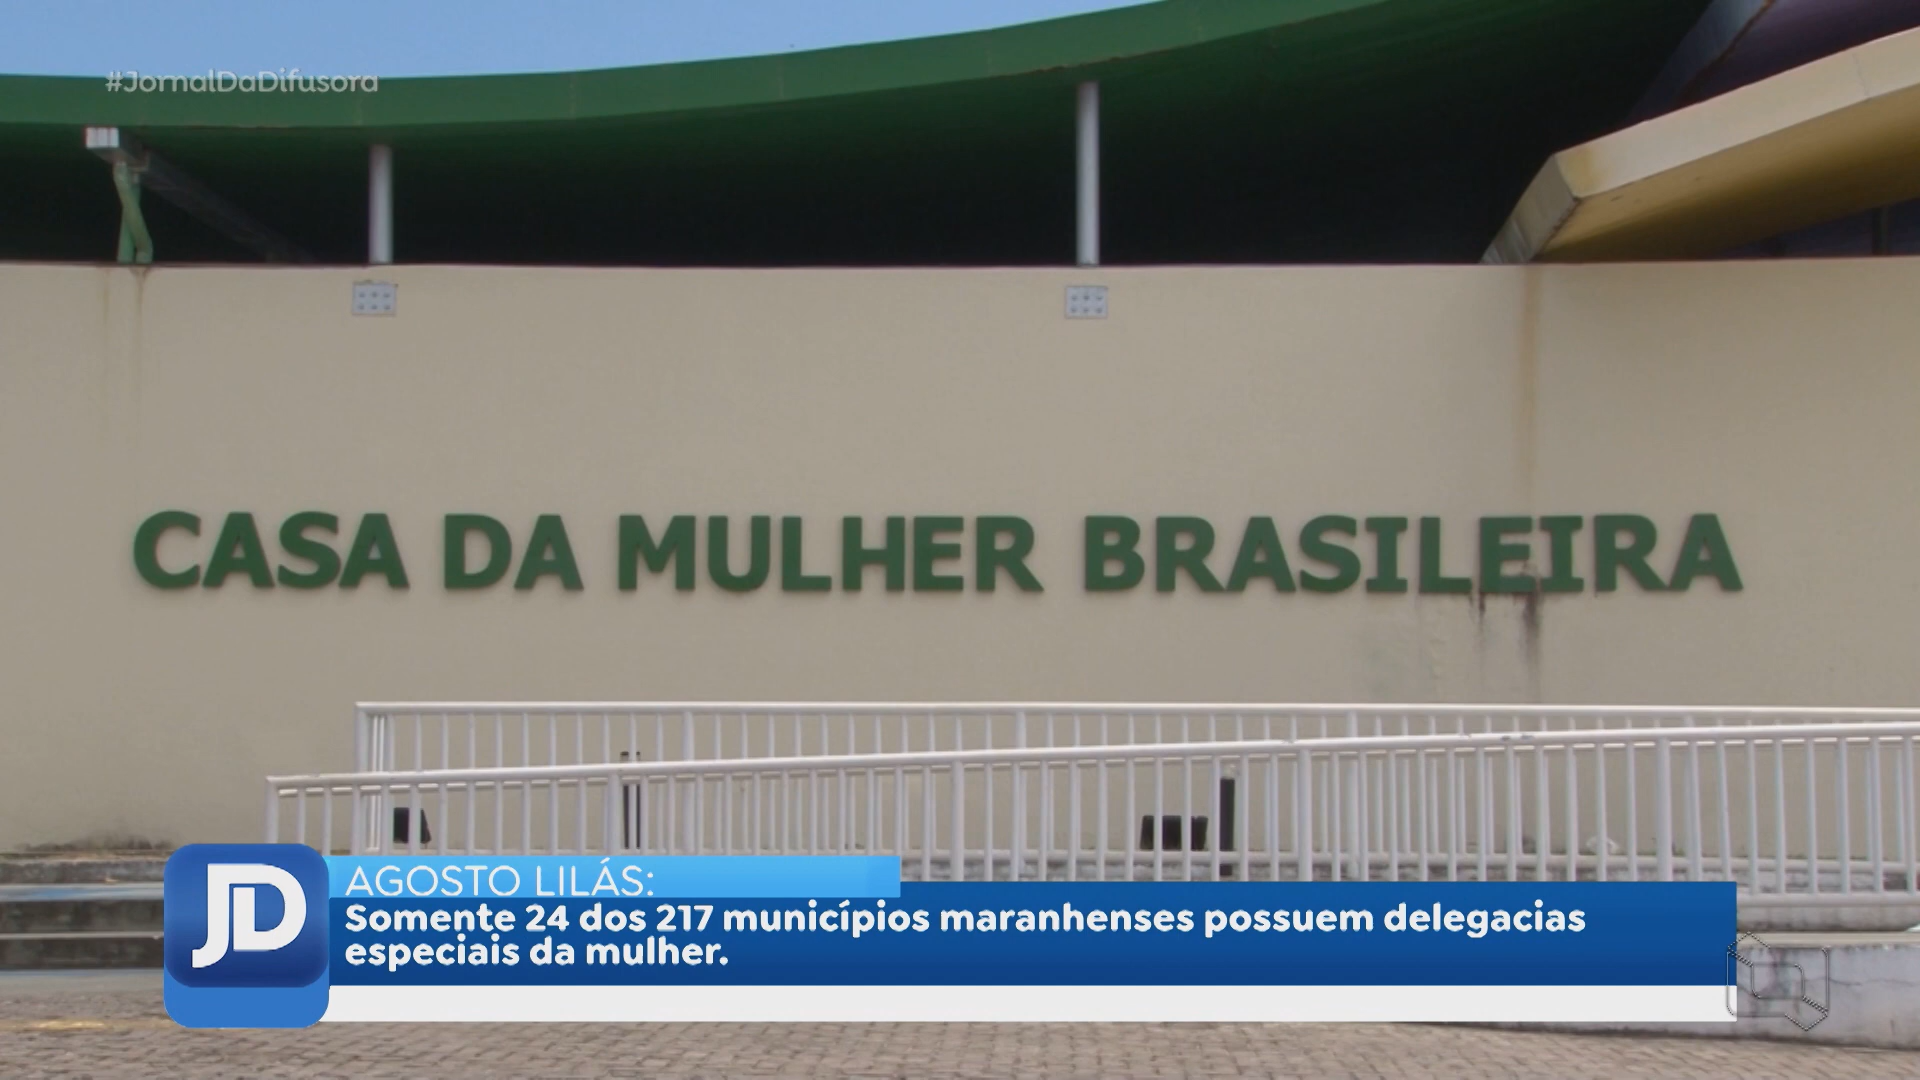 #JornalDaDifusora
CASA DA MULHER BRASILEIRA
JD
AGOSTO LILÁS:
Somente 24 dos 217 municípios maranhenses possuem delegacias
especiais da mulher.